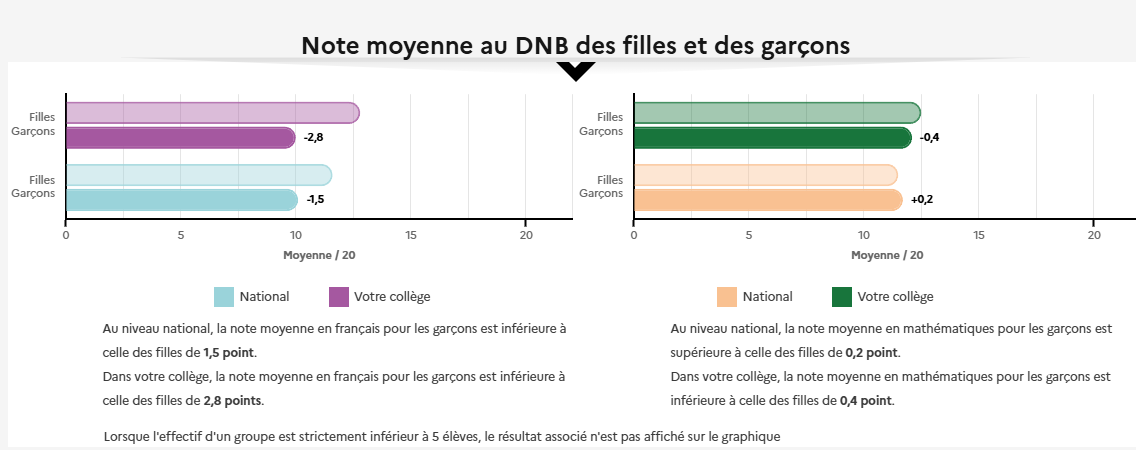 Note moyenne au DNB des filles et des garçons
Filles
Garçons
-2,8
Filles
Garçons
-1,5
0 5 10 15 20
Moyenne / 20
National Votre collège
Au niveau national, la note moyenne en français pour les garçons est inférieure à
celle des filles de 1,5 point.
Dans votre collège, la note moyenne en français pour les garçons est inférieure à
celle des filles de 2,8 points.
Filles
Garçons
-0,4
Filles
Garçons
+0,2
0 5 10 15 20
Moyenne / 20
National Votre collège
Au niveau national, la note moyenne en mathématiques pour les garçons est
supérieure à celle des filles de 0,2 point.
Dans votre collège, la note moyenne en mathématiques pour les garçons est
inférieure à celle des filles de 0,4 point.
Lorsque l'effectif d'un groupe est strictement inférieur à 5 élèves, le résultat associé n'est pas affiché sur le graphique